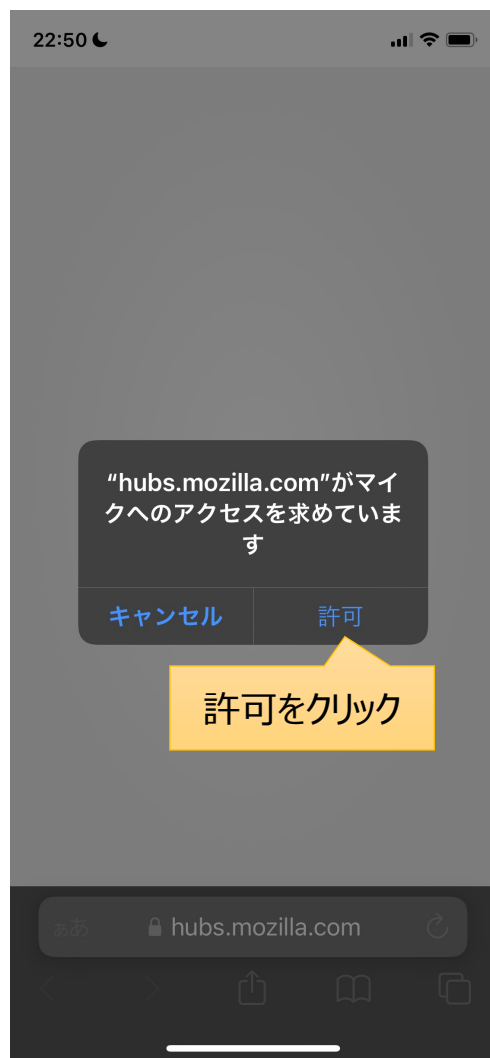 22:50
“hubs.mozilla.com”がマイ
クへのアクセスを求めていま
す
キャンセル 許可
許可をクリック
ぁあ hubs.mozilla.com